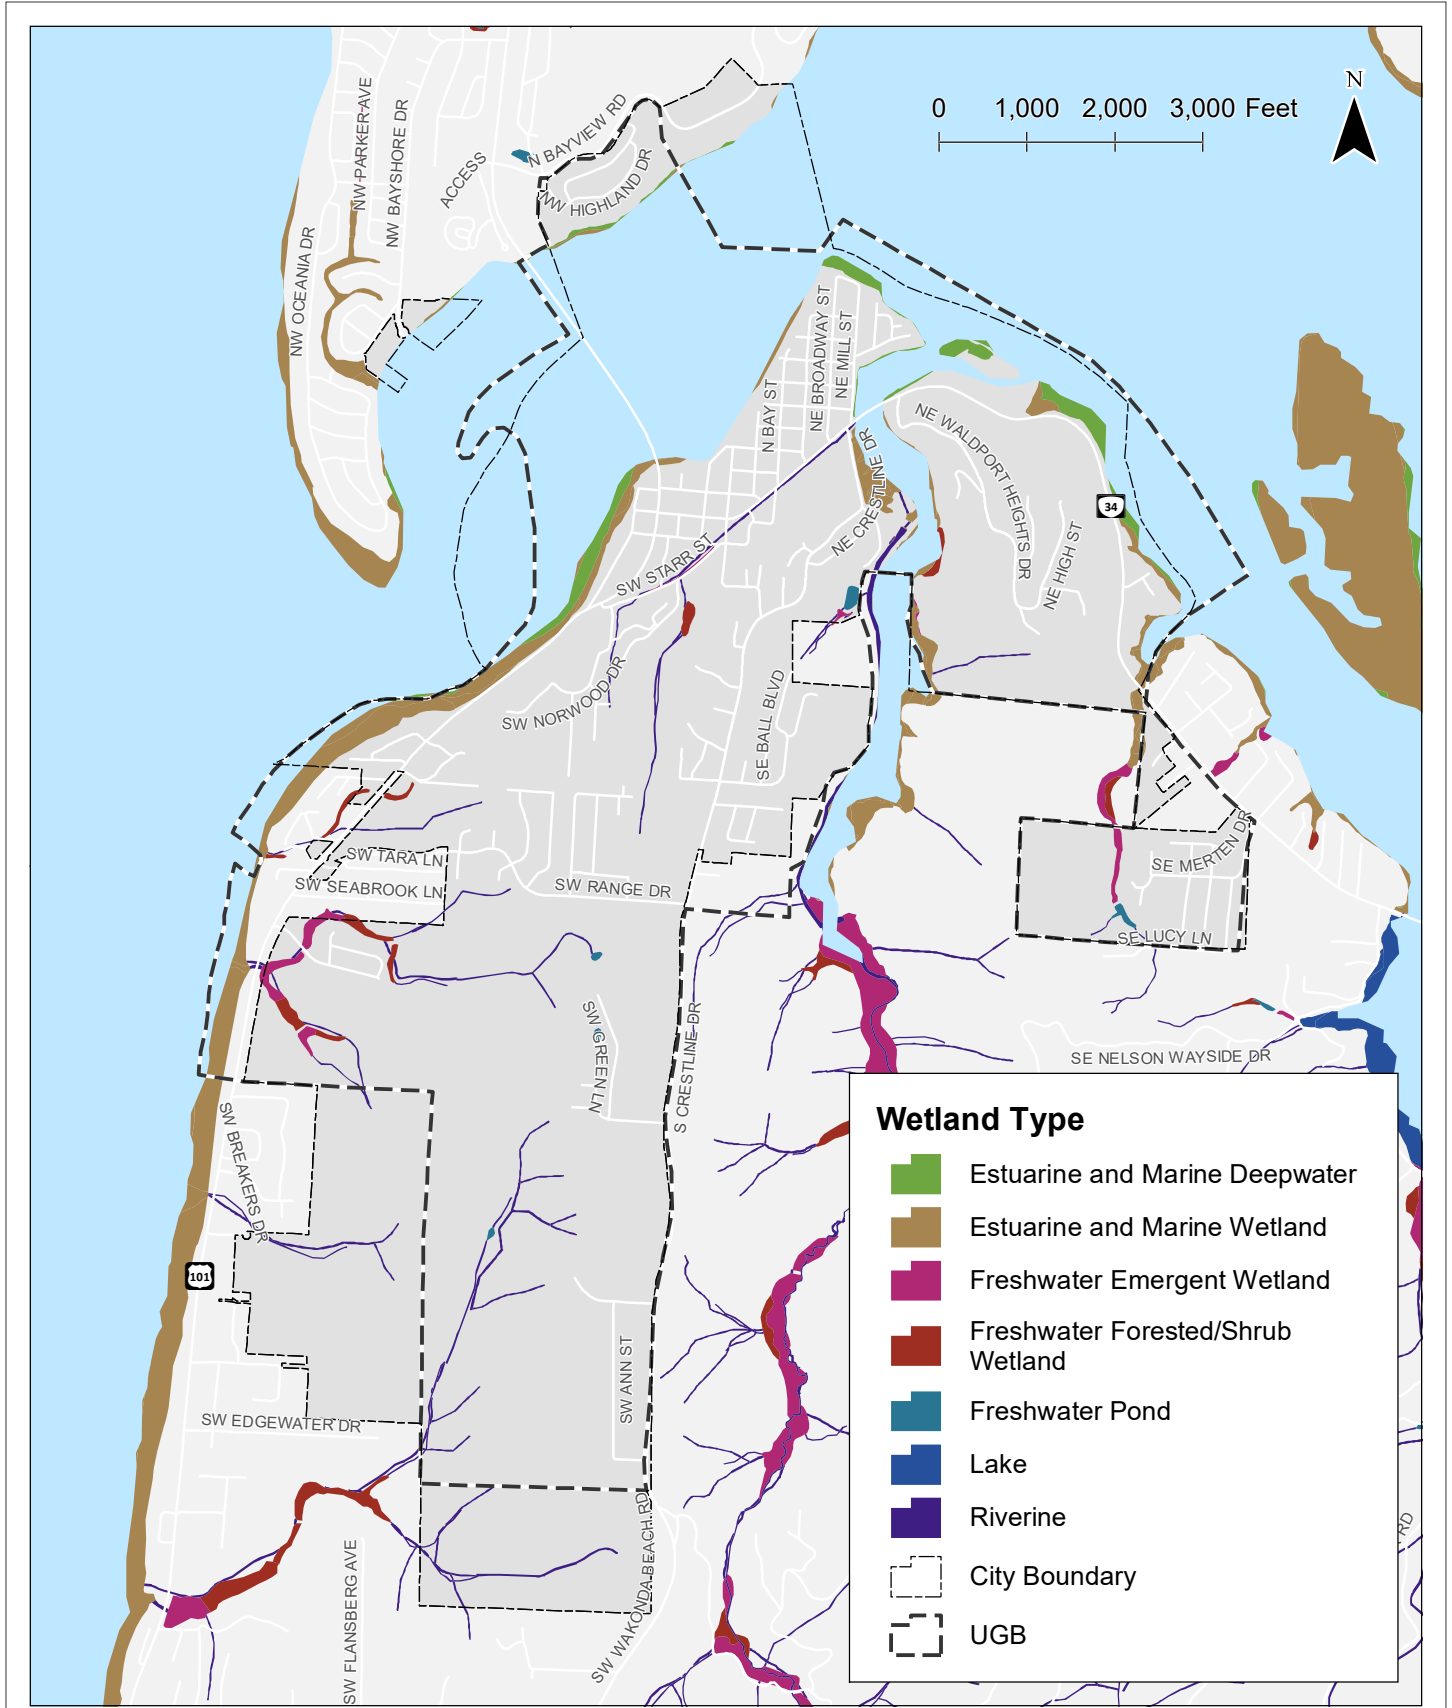 N
0 1,000 2,000 3,000 Feet
NW PARKER AVE
NW BAYSHORE DR
ACCESS
N BAYVIEW RD
NW HIGHLAND DR
NW OCEANIA DR
N BAY ST
NE BROADWAY ST
NE MILL ST
NE CRESTLINE DR
NE WALDPORT HEIGHTS DR
NE HIGH ST
34
SW STARR ST
SW NORWOOD DR
SE BALL BLVD
SW TARA LN
SW SEABROOK LN
SW RANGE DR
SE MERTEN DR
SE LUCY LN
SW GREEN LN
S CRESTLINE DR
SE NELSON WAYSIDE DR
SW BREAKERS DR
101
SW ANN ST
SW EDGEWATER DR
SW FLANSBERG AVE
SW WAKONDA BEACH RD
RD
Wetland Type
Estuarine and Marine Deepwater
Estuarine and Marine Wetland
Freshwater Emergent Wetland
Freshwater Forested/Shrub
Wetland
Freshwater Pond
Lake
Riverine
City Boundary
UGB